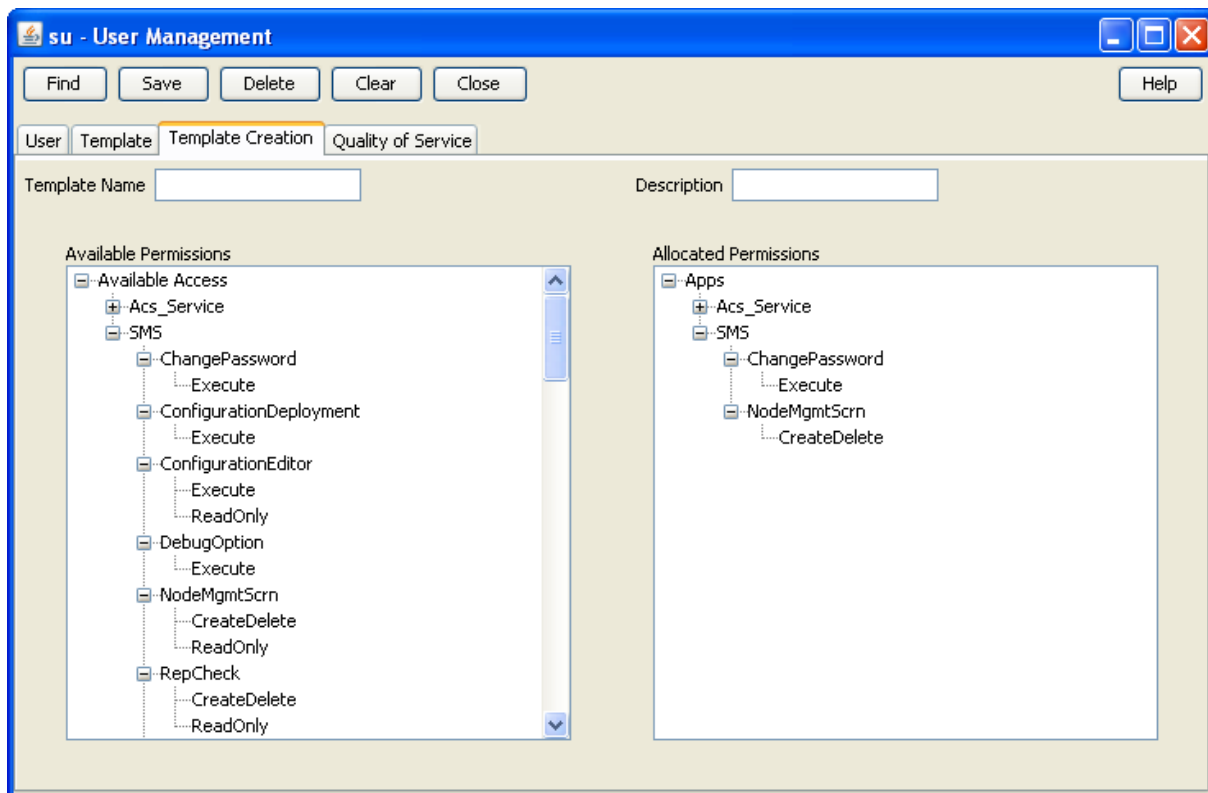 su - User Management
Find Save Delete Clear Close Help
User Template Template Creation Quality of Service
Template Name Description
Available Permissions
Available Access
Acs_Service
SMS
ChangePassword
Execute
ConfigurationDeployment
Execute
ConfigurationEditor
Execute
ReadOnly
DebugOption
Execute
NodeMgmtScrn
CreateDelete
ReadOnly
RepCheck
CreateDelete
ReadOnly
Allocated Permissions
Apps
Acs_Service
SMS
ChangePassword
Execute
NodeMgmtScrn
CreateDelete